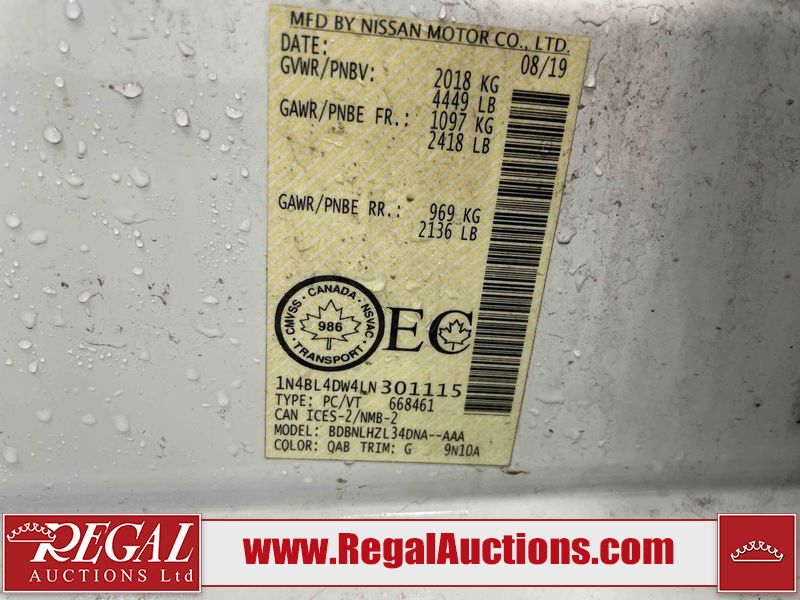 MFD BY NISSAN MOTOR CO., LTD.
DATE: 08/19
GVWR/PNBV: 2018 KG
4449 LB
GAWR/PNBE FR.: 1097 KG
2418 LB
GAWR/PNBE RR.: 969 KG
2136 LB
CMVSS · CANADA · NSVAC
986
TRANSPORT
EC
1N4BL4DW4LN301115
TYPE: PC/VT 668461
CAN ICES-2/NMB-2
MODEL: BDBNLHZL34DNA--AAA
COLOR: QAB TRIM: G 9N10A
REGAL
AUCTIONS Ltd
www.RegalAuctions.com